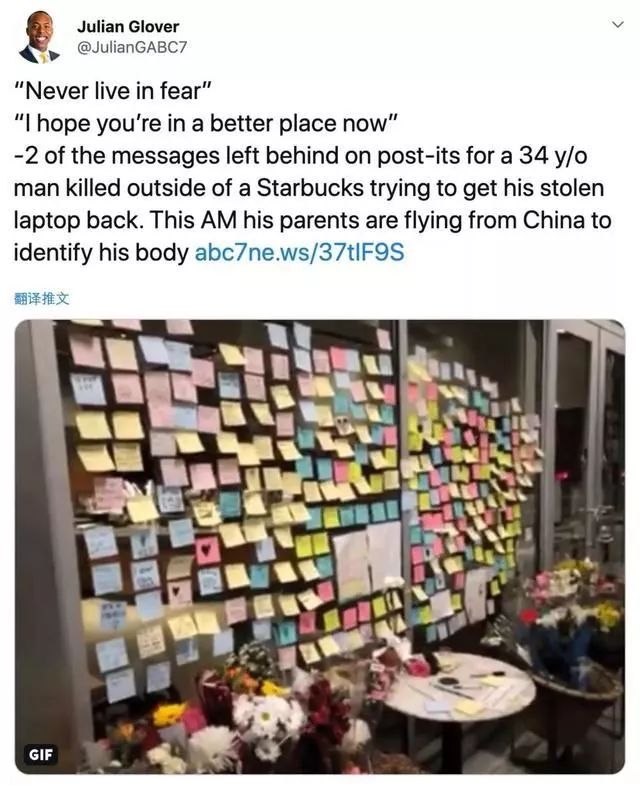 Julian Glover
@JulianGABC7
“Never live in fear”
“I hope you’re in a better place now”
-2 of the messages left behind on post-its for a 34 y/o
man killed outside of a Starbucks trying to get his stolen
laptop back. This AM his parents are flying from China to
identify his body abc7ne.ws/37tIF9S
翻译推文
GIF